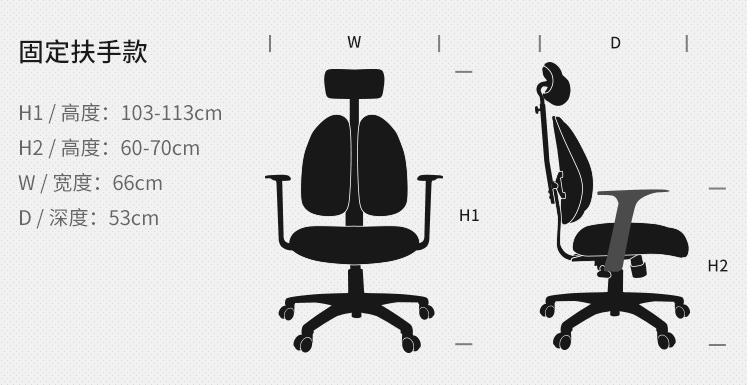 固定扶手款
H1 / 高度：103-113cm
H2 / 高度：60-70cm
W / 宽度：66cm
D / 深度：53cm
W
D
H1
H2